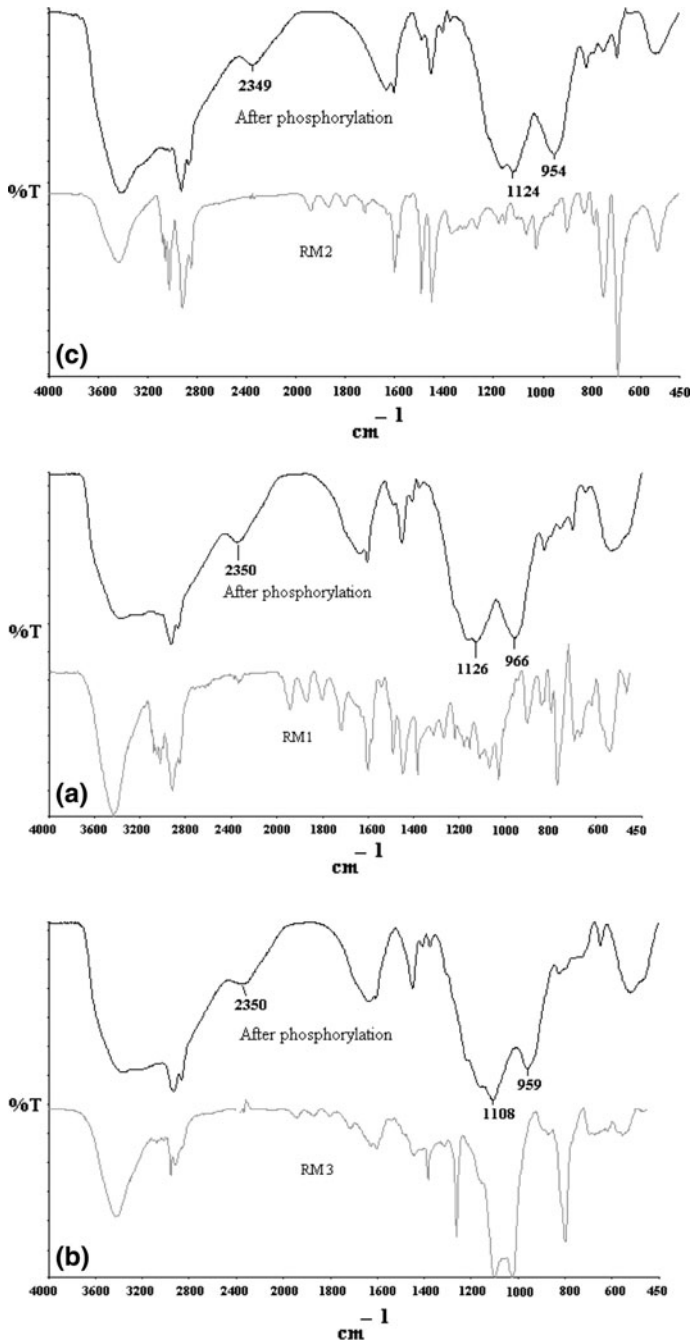 2349
After phosphorylation
954
1124
%T
RM2
(c)
4000 3600 3200 2800 2400 2000 1600 1400 1200 1000 800 600 450
cm – 1
2350
After phosphorylation
1126 966
%T
RM1
(a)
4000 3600 3200 2800 2400 2000 1800 1600 1400 1200 1000 800 600 450
cm – 1
2350
After phosphorylation
959
1108
%T
RM3
(b)
4000 3600 3200 2800 2400 2000 1600 1400 1200 1000 800 600 450
cm – 1